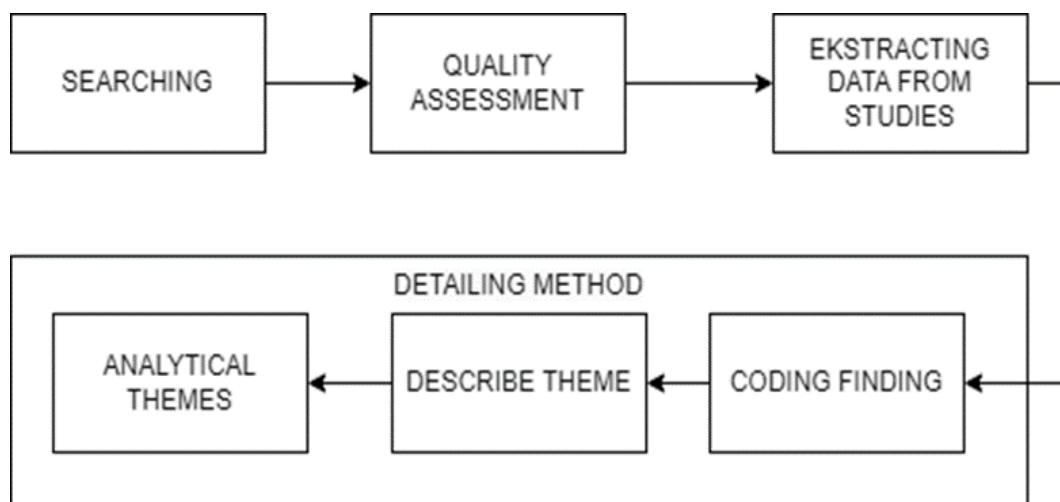 SEARCHING
QUALITY
ASSESSMENT
EKSTRACTING
DATA FROM
STUDIES
DETAILING METHOD
ANALYTICAL
THEMES
DESCRIBE THEME
CODING FINDING